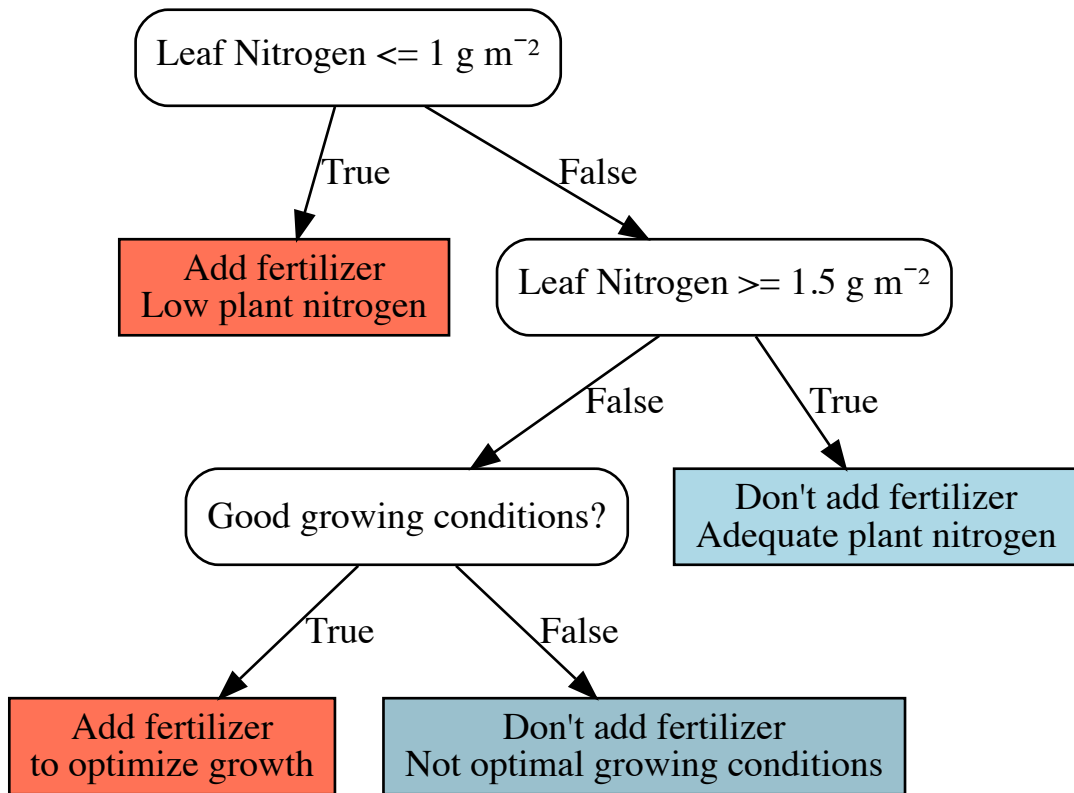 Leaf Nitrogen <= 1 g m⁻²
True
False
Add fertilizer
Low plant nitrogen
Leaf Nitrogen >= 1.5 g m⁻²
False
True
Good growing conditions?
Don't add fertilizer
Adequate plant nitrogen
True
False
Add fertilizer
to optimize growth
Don't add fertilizer
Not optimal growing conditions